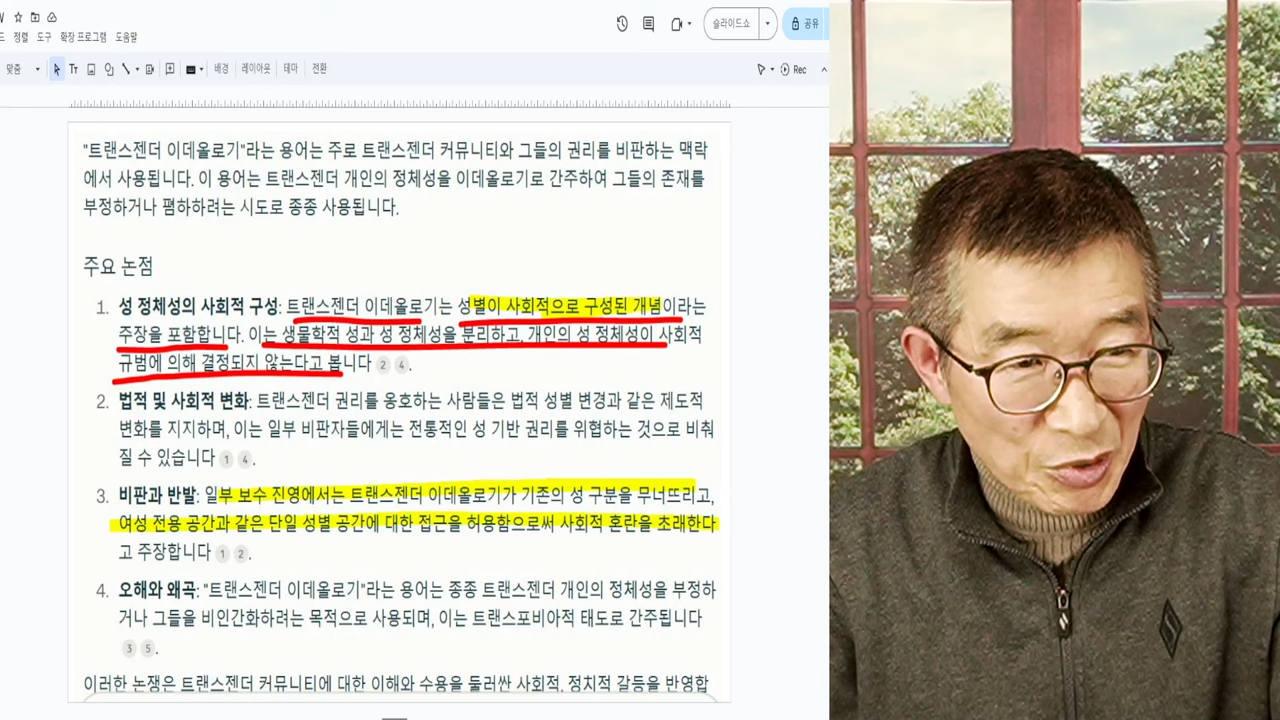 정렬 도구 확장 프로그램 도움말
슬라이드쇼
공유
맞춤
배경 레이아웃 테마 전환
Rec
"트랜스젠더 이데올로기"라는 용어는 주로 트랜스젠더 커뮤니티와 그들의 권리를 비판하는 맥락
에서 사용됩니다. 이 용어는 트랜스젠더 개인의 정체성을 이데올로기로 간주하여 그들의 존재를
부정하거나 폄하하려는 시도로 종종 사용됩니다.
주요 논점
1. 성 정체성의 사회적 구성: 트랜스젠더 이데올로기는 성별이 사회적으로 구성된 개념이라는
주장을 포함합니다. 이는 생물학적 성과 성 정체성을 분리하고, 개인의 성 정체성이 사회적
규범에 의해 결정되지 않는다고 봅니다 2 4.
2. 법적 및 사회적 변화: 트랜스젠더 권리를 옹호하는 사람들은 법적 성별 변경과 같은 제도적
변화를 지지하며, 이는 일부 비판자들에게는 전통적인 성 기반 권리를 위협하는 것으로 비춰
질 수 있습니다 1 4.
3. 비판과 반발: 일부 보수 진영에서는 트랜스젠더 이데올로기가 기존의 성 구분을 무너뜨리고,
여성 전용 공간과 같은 단일 성별 공간에 대한 접근을 허용함으로써 사회적 혼란을 초래한다
고 주장합니다 1 2.
4. 오해와 왜곡: "트랜스젠더 이데올로기"라는 용어는 종종 트랜스젠더 개인의 정체성을 부정하
거나 그들을 비인간화하려는 목적으로 사용되며, 이는 트랜스포비아적 태도로 간주됩니다
3 5.
이러한 논쟁은 트랜스젠더 커뮤니티에 대한 이해와 수용을 둘러싼 사회적, 정치적 갈등을 반영합